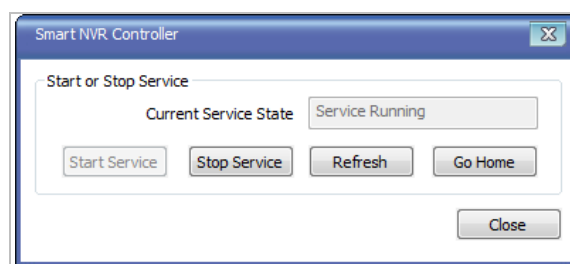 Smart NVR Controller
Start or Stop Service
Current Service State Service Running
Start Service Stop Service Refresh Go Home
Close